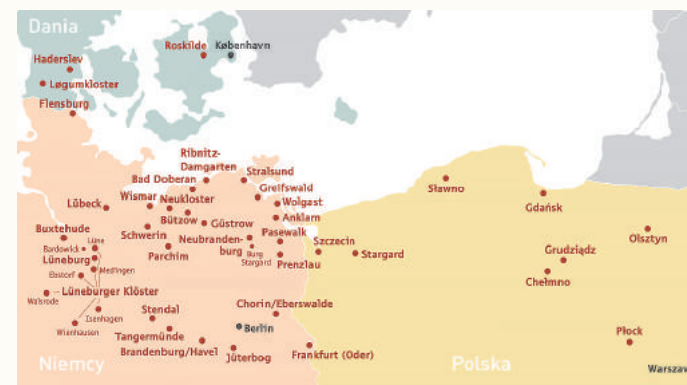 Dania
Roskilde
København
Haderslev
Løgumkloster
Flensburg
Ribnitz-
Damgarten
Stralsund
Bad Doberan
Greifswald
Sławno
Wismar
Neukloster
Wolgast
Gdańsk
Lübeck
Bützow
Güstrow
Anklam
Buxtehude
Schwerin
Neubranden-
burg
Pasewalk
Szczecin
Olsztyn
Bardowick
Lüne
Parchim
Burg
Stargard
Stargard
Grudziądz
Lüneburg
Medingen
Prenzlau
Chełmno
Ebstorf
Lüneburger Klöster
Walsrode
Isenhagen
Stendal
Chorin/Eberswalde
Wienhausen
Tangermünde
Berlin
Płock
Brandenburg/Havel
Jüterbog
Frankfurt (Oder)
Niemcy
Polska
Warszaw